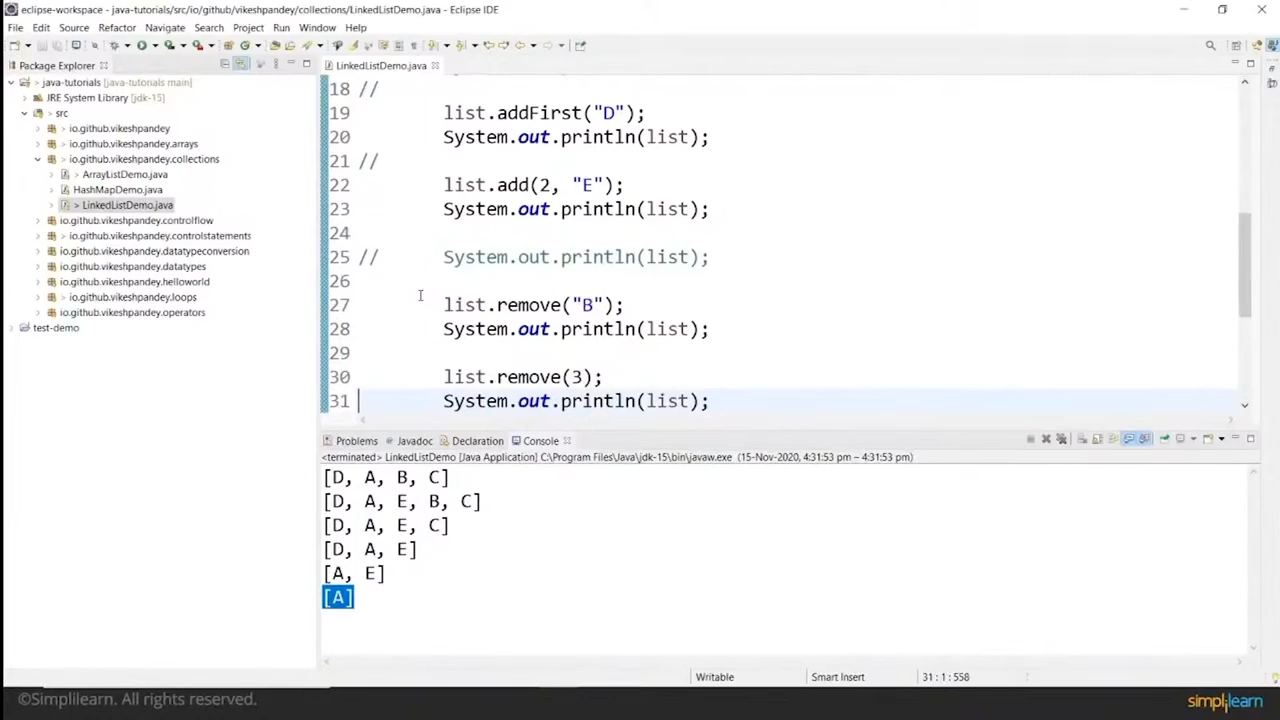 eclipse-workspace - java-tutorials/src/io/github/vikeshpandey/collections/LinkedListDemo.java - Eclipse IDE
File Edit Source Refactor Navigate Search Project Run Window Help
Package Explorer
java-tutorials [java-tutorials main]
JRE System Library [jdk-15]
> src
> io.github.vikeshpandey
> io.github.vikeshpandey.arrays
> io.github.vikeshpandey.collections
> ArrayListDemo.java
HashMapDemo.java
> LinkedListDemo.java
io.github.vikeshpandey.controlflow
> io.github.vikeshpandey.controlstatements
io.github.vikeshpandey.datatypeconversion
io.github.vikeshpandey.datatypes
io.github.vikeshpandey.helloworld
> io.github.vikeshpandey.loops
io.github.vikeshpandey.operators
test-demo
LinkedListDemo.java
18 //
19 list.addFirst("D");
20 System.out.println(list);
21 //
22 list.add(2, "E");
23 System.out.println(list);
24
25 // System.out.println(list);
26
27 list.remove("B");
28 System.out.println(list);
29
30 list.remove(3);
31 System.out.println(list);
Problems Javadoc Declaration Console
<terminated> LinkedListDemo [Java Application] C:\Program Files\Java\jdk-15\bin\javaw.exe (15-Nov-2020, 4:31:53 pm – 4:31:53 pm)
[D, A, B, C]
[D, A, E, B, C]
[D, A, E, C]
[D, A, E]
[A, E]
[A]
Writable Smart Insert 31 : 1 : 558
©Simplilearn. All rights reserved.
simplilearn